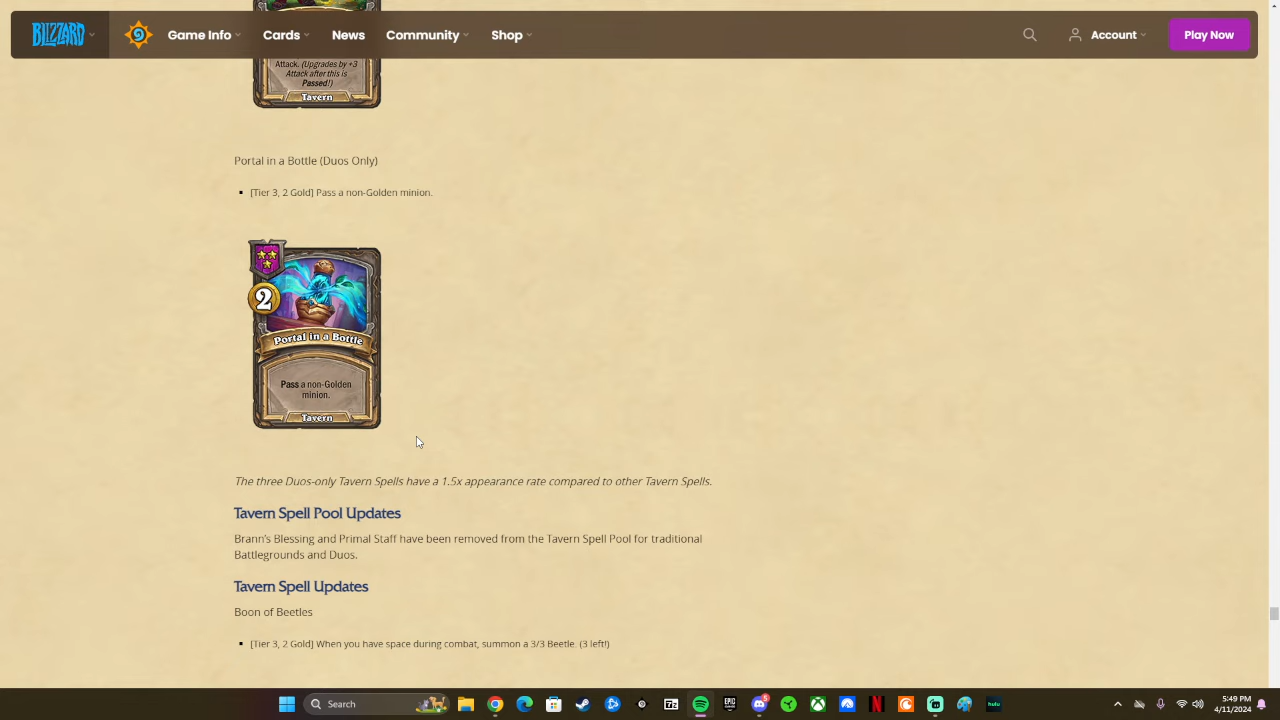 BLIZZARD
Game Info
Cards
News
Community
Shop
Account
Play Now
Attack. (Upgrades by +3
Attack after this is
Passed!)
Tavern
Portal in a Bottle (Duos Only)
[Tier 3, 2 Gold] Pass a non-Golden minion.
2
Portal in a Bottle
Pass a non-Golden
minion.
Tavern
The three Duos-only Tavern Spells have a 1.5x appearance rate compared to other Tavern Spells.
Tavern Spell Pool Updates
Brann's Blessing and Primal Staff have been removed from the Tavern Spell Pool for traditional
Battlegrounds and Duos.
Tavern Spell Updates
Boon of Beetles
[Tier 3, 2 Gold] When you have space during combat, summon a 3/3 Beetle. (3 left!)
Search
EPIC
hulu
5:49 PM
4/11/2024